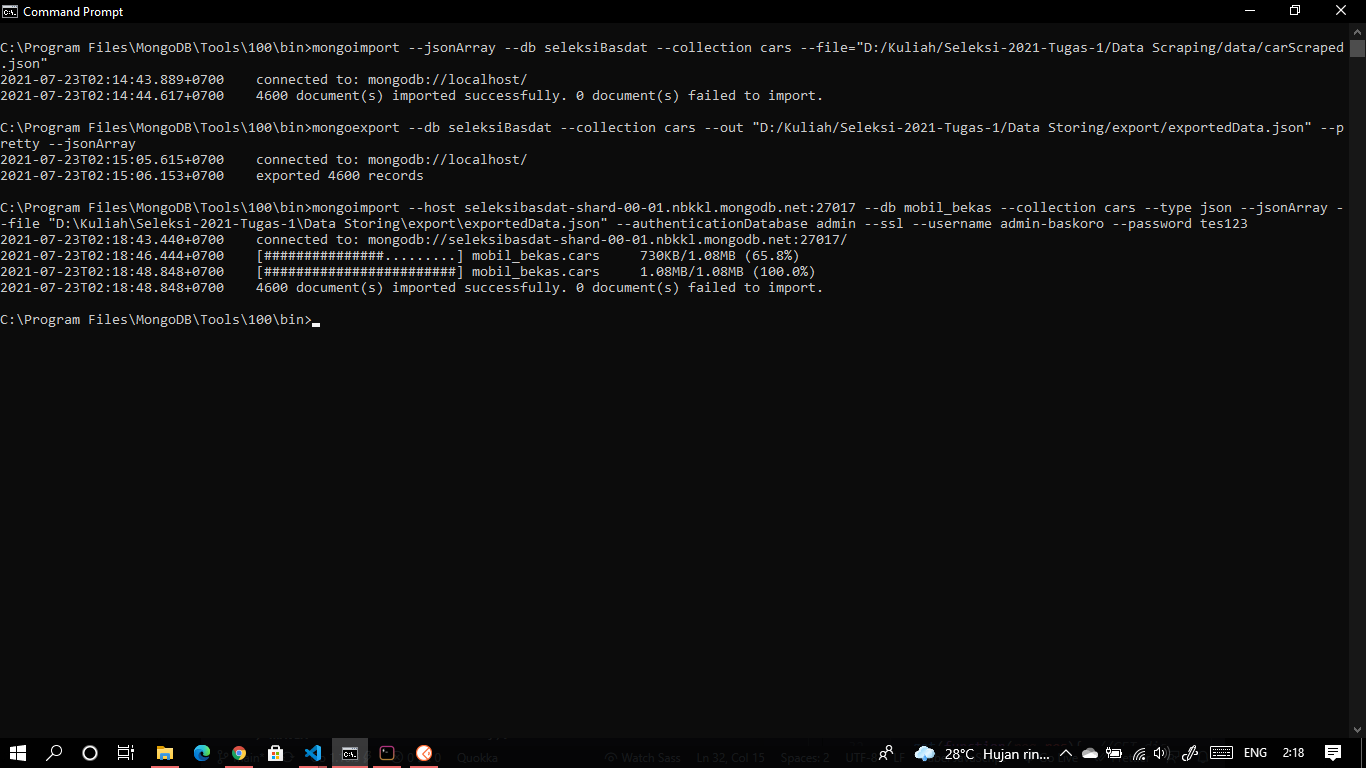 Command Prompt
C:\Program Files\MongoDB\Tools\100\bin>mongoimport --jsonArray --db seleksiBasdat --collection cars --file="D:/Kuliah/Seleksi-2021-Tugas-1/Data Scraping/data/carScraped
.json"
2021-07-23T02:14:43.889+0700    connected to: mongodb://localhost/
2021-07-23T02:14:44.617+0700    4600 document(s) imported successfully. 0 document(s) failed to import.
C:\Program Files\MongoDB\Tools\100\bin>mongoexport --db seleksiBasdat --collection cars --out "D:/Kuliah/Seleksi-2021-Tugas-1/Data Storing/export/exportedData.json" --p
retty --jsonArray
2021-07-23T02:15:05.615+0700    connected to: mongodb://localhost/
2021-07-23T02:15:06.153+0700    exported 4600 records
C:\Program Files\MongoDB\Tools\100\bin>mongoimport --host seleksibasdat-shard-00-01.nbkkl.mongodb.net:27017 --db mobil_bekas --collection cars --type json --jsonArray -
-file "D:\Kuliah\Seleksi-2021-Tugas-1\Data Storing\export\exportedData.json" --authenticationDatabase admin --ssl --username admin-baskoro --password tes123
2021-07-23T02:18:43.440+0700    connected to: mongodb://seleksibasdat-shard-00-01.nbkkl.mongodb.net:27017/
2021-07-23T02:18:46.444+0700    [###############.........] mobil_bekas.cars     730KB/1.08MB (65.8%)
2021-07-23T02:18:48.848+0700    [########################] mobil_bekas.cars     1.08MB/1.08MB (100.0%)
2021-07-23T02:18:48.848+0700    4600 document(s) imported successfully. 0 document(s) failed to import.
C:\Program Files\MongoDB\Tools\100\bin>
Quokka Watch Sass Ln 32 Col 15 Spaces: 2 28°C Hujan rin... ENG 2:18